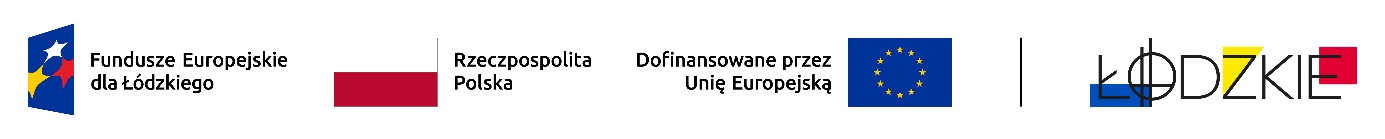 Fundusze Europejskie
dla Łódzkiego
Rzeczpospolita
Polska
Dofinansowane przez
Unię Europejską
ŁÓDZKIE